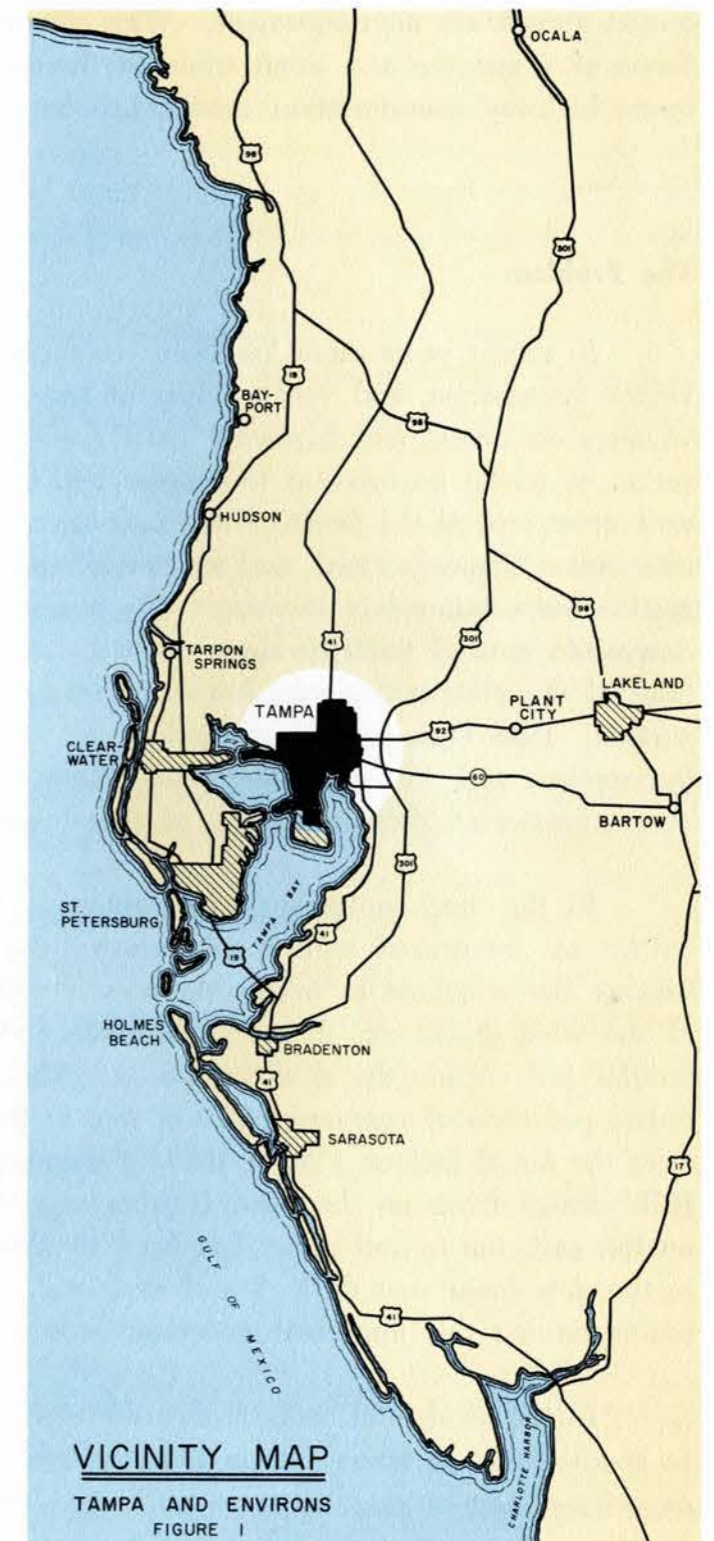 OCALA
98
301
19
BAY-
PORT
98
HUDSON
98
301
41
TARPON
SPRINGS
LAKELAND
PLANT
CITY
TAMPA
92
CLEAR-
WATER
60
BARTOW
301
ST.
PETERSBURG
TAMPA BAY
41
19
HOLMES
BEACH
BRADENTON
41
SARASOTA
17
GULF OF MEXICO
41
CHARLOTTE HARBOR
VICINITY MAP
TAMPA AND ENVIRONS
FIGURE 1